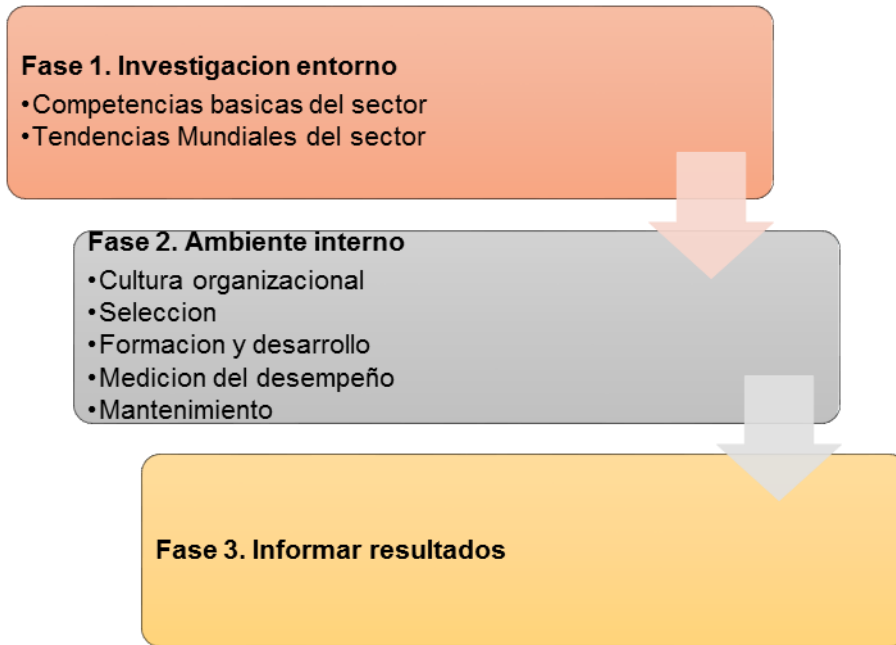 Fase 1. Investigacion entorno
•Competencias basicas del sector
•Tendencias Mundiales del sector
Fase 2. Ambiente interno
•Cultura organizacional
•Seleccion
•Formacion y desarrollo
•Medicion del desempeño
•Mantenimiento
Fase 3. Informar resultados